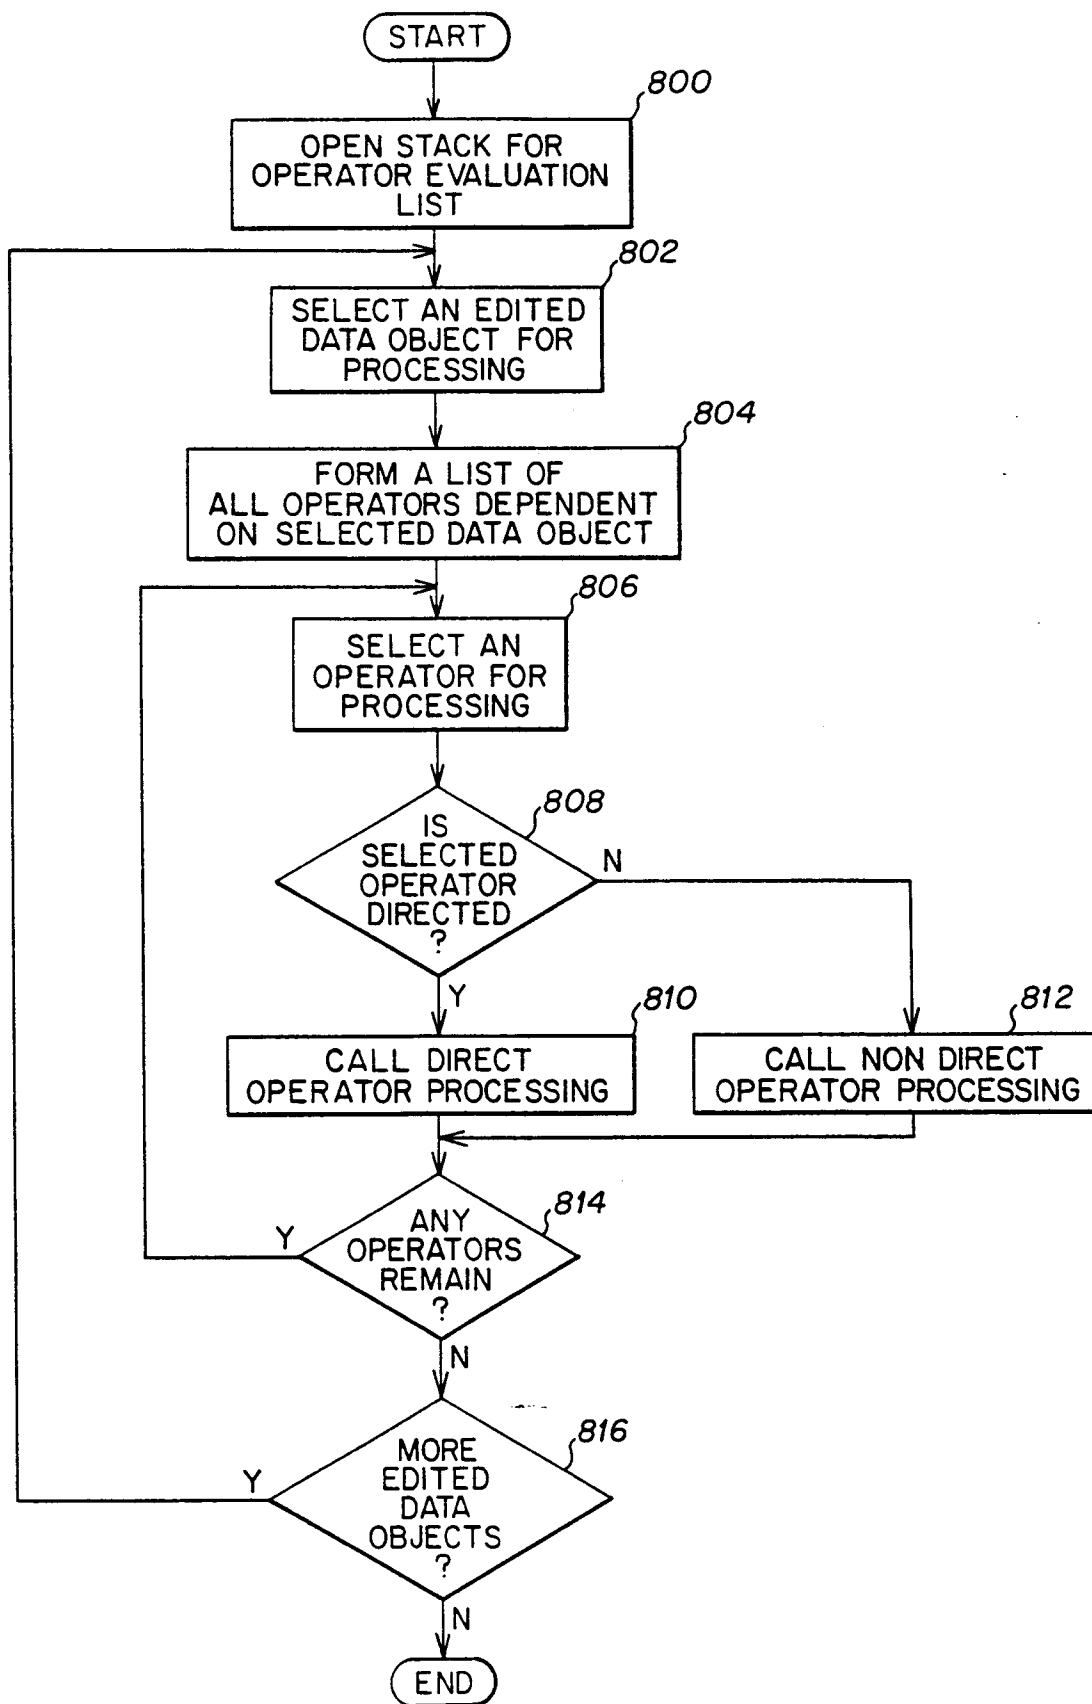 START
800
OPEN STACK FOR
OPERATOR EVALUATION
LIST
802
SELECT AN EDITED
DATA OBJECT FOR
PROCESSING
804
FORM A LIST OF
ALL OPERATORS DEPENDENT
ON SELECTED DATA OBJECT
806
SELECT AN
OPERATOR FOR
PROCESSING
808
IS
SELECTED
OPERATOR
DIRECTED
?
N
Y
810
CALL DIRECT
OPERATOR PROCESSING
812
CALL NON DIRECT
OPERATOR PROCESSING
814
ANY
OPERATORS
REMAIN
?
Y
N
816
MORE
EDITED
DATA
OBJECTS
?
Y
N
END